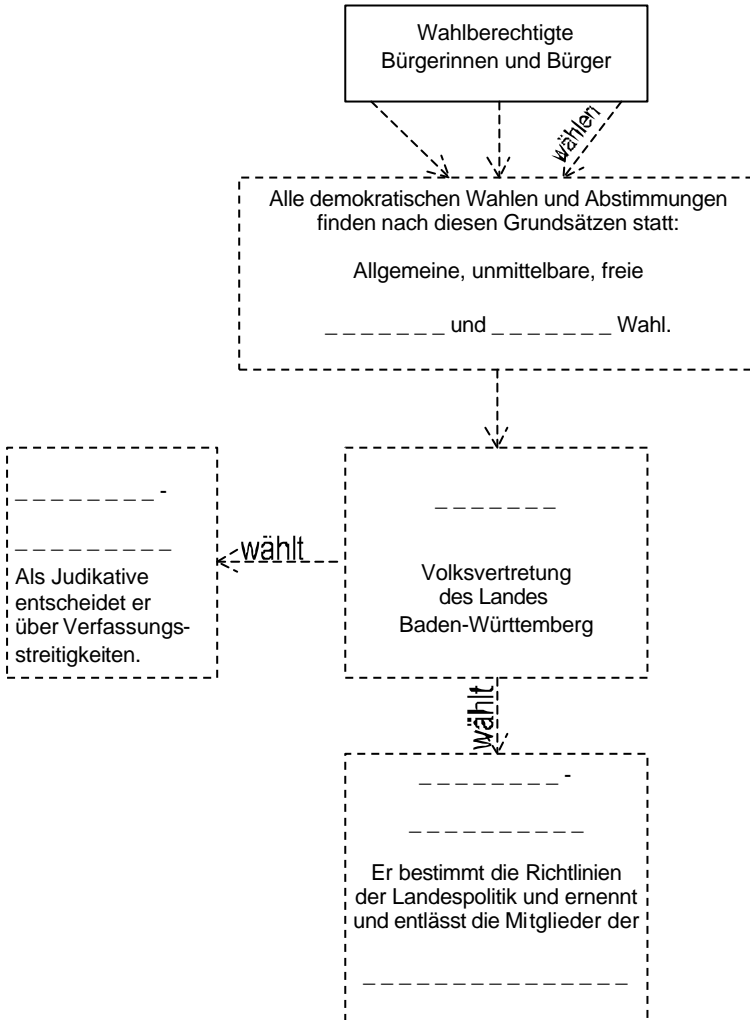 Wahlberechtigte
Bürgerinnen und Bürger
wählen
Alle demokratischen Wahlen und Abstimmungen
finden nach diesen Grundsätzen statt:
Allgemeine, unmittelbare, freie
_ _ _ _ _ _ _ und _ _ _ _ _ _ _ Wahl.
_ _ _ _ _ _ _ _ -
_ _ _ _ _ _ _ _ _
Als Judikative
entscheidet er
über Verfassungs-
streitigkeiten.
wählt
_ _ _ _ _ _ _
Volksvertretung
des Landes
Baden-Württemberg
wählt
_ _ _ _ _ _ _ _ -
_ _ _ _ _ _ _ _ _ _
Er bestimmt die Richtlinien
der Landespolitik und ernennt
und entlässt die Mitglieder der
_ _ _ _ _ _ _ _ _ _ _ _ _ _ _